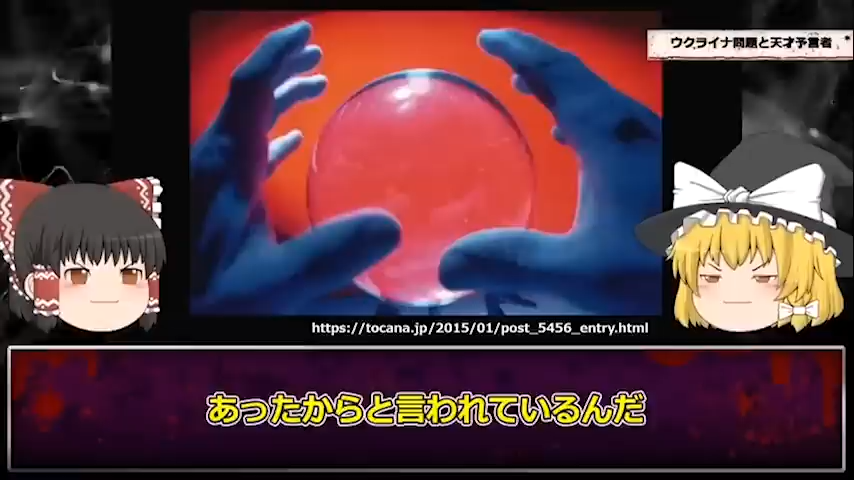 ウクライナ問題と天才予言者
https://tocana.jp/2015/01/post_5456_entry.html
あったからと言われているんだ